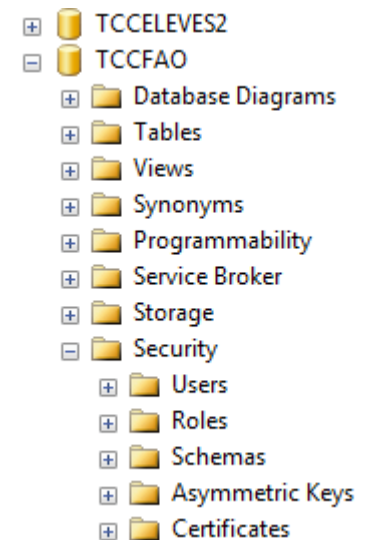 TCCELEVES2
TCCFAO
Database Diagrams
Tables
Views
Synonyms
Programmability
Service Broker
Storage
Security
Users
Roles
Schemas
Asymmetric Keys
Certificates